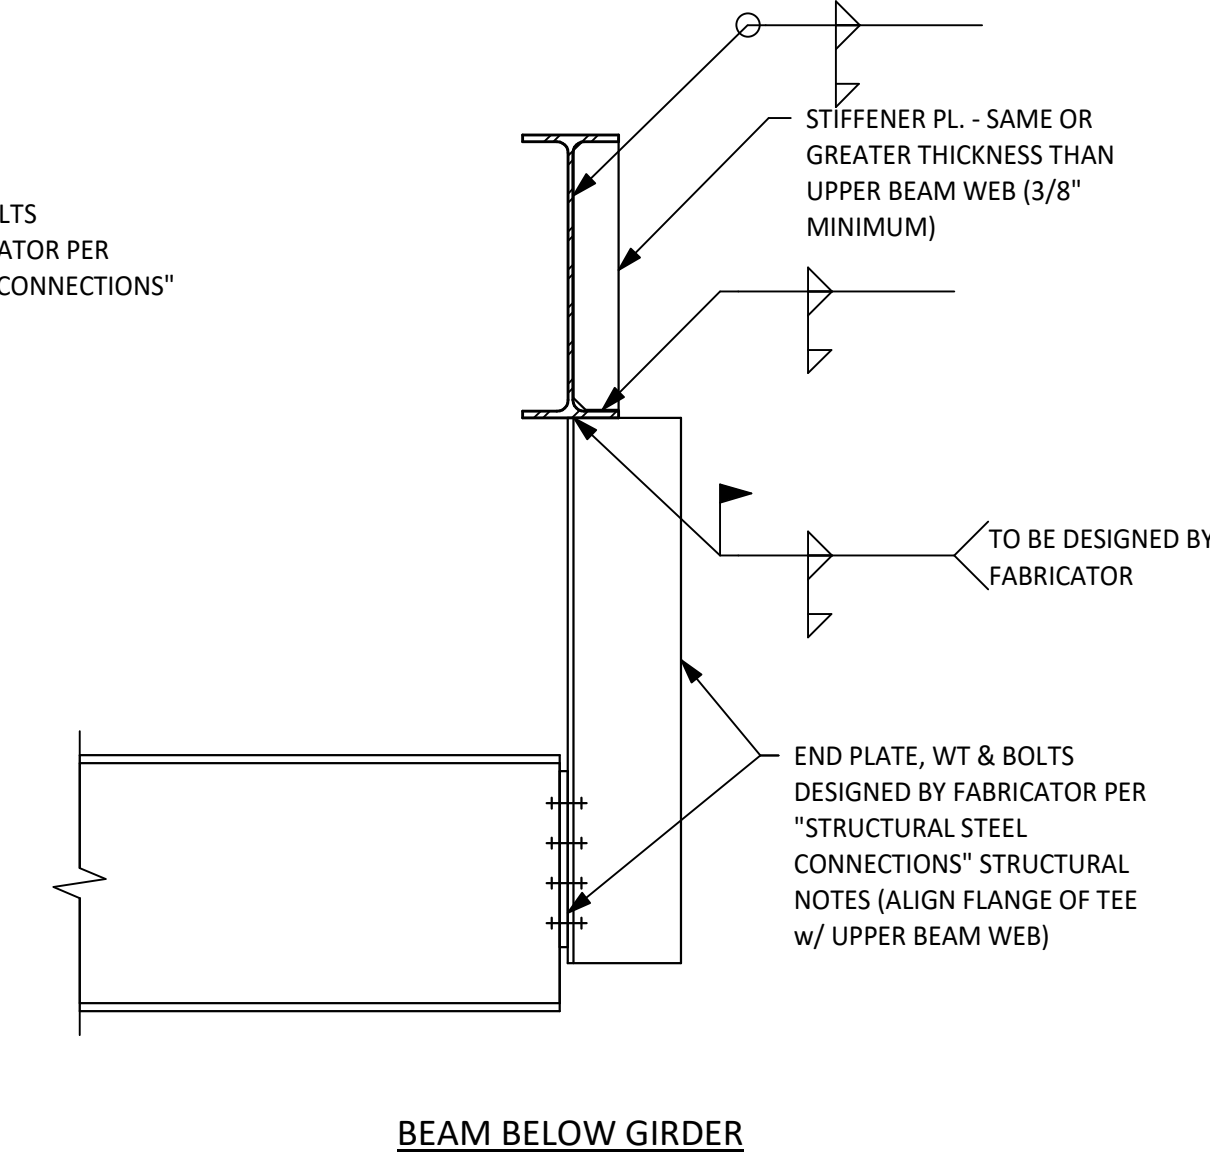 STIFFENER PL. - SAME OR
GREATER THICKNESS THAN
UPPER BEAM WEB (3/8"
MINIMUM)
LTS
ATOR PER
CONNECTIONS"
TO BE DESIGNED BY
FABRICATOR
END PLATE, WT & BOLTS
DESIGNED BY FABRICATOR PER
"STRUCTURAL STEEL
CONNECTIONS" STRUCTURAL
NOTES (ALIGN FLANGE OF TEE
w/ UPPER BEAM WEB)
BEAM BELOW GIRDER